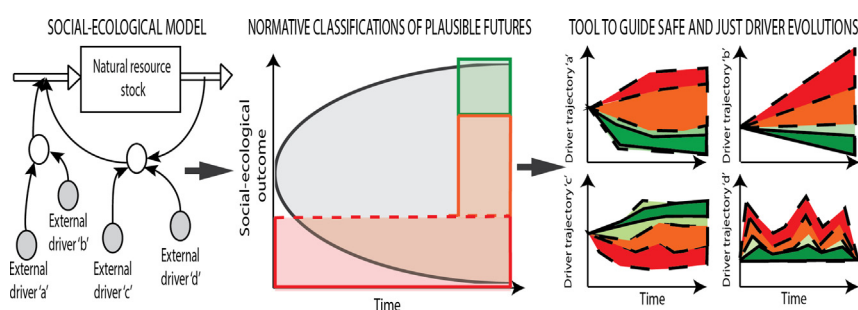 SOCIAL-ECOLOGICAL MODEL
Natural resource
stock
External
driver 'b'
External
driver 'a'
External
driver 'c'
External
driver 'd'
NORMATIVE CLASSIFICATIONS OF PLAUSIBLE FUTURES
Social-ecological
outcome
Time
TOOL TO GUIDE SAFE AND JUST DRIVER EVOLUTIONS
Driver trajectory 'a'
Driver trajectory 'b'
Driver trajectory 'c'
Driver trajectory 'd'
Time
Time